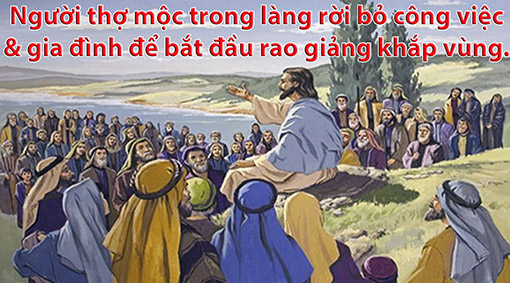 Người thợ mộc trong làng rời bỏ công việc
& gia đình để bắt đầu rao giảng khắp vùng.